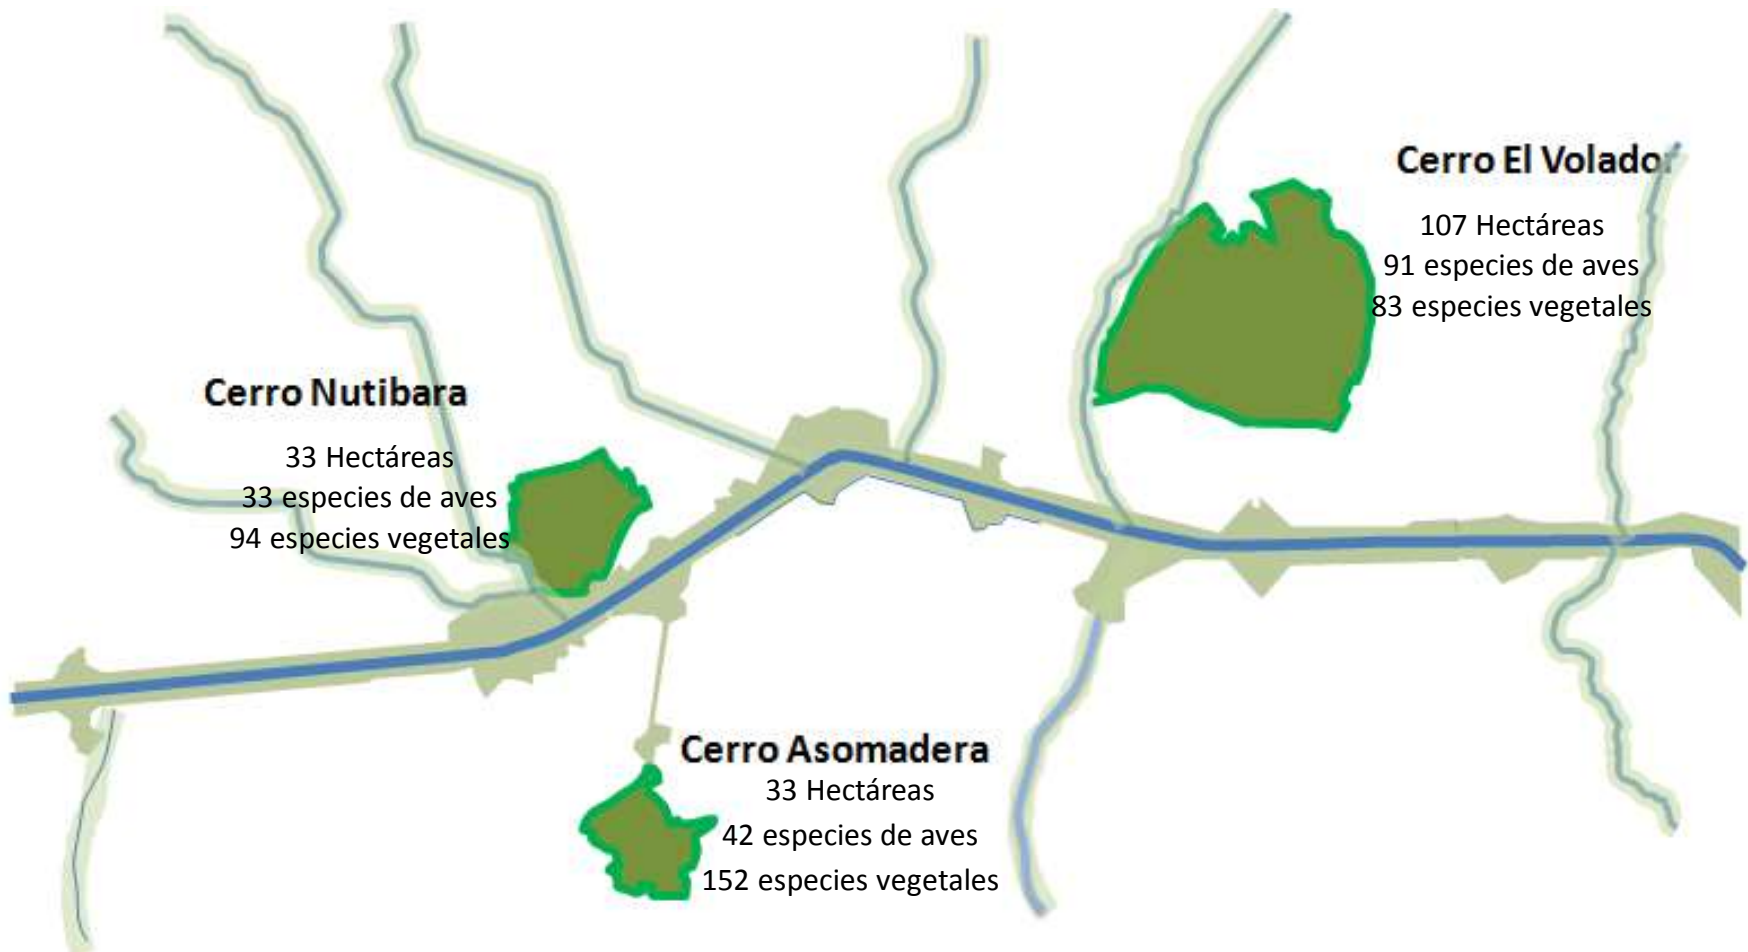 Cerro El Volador
107 Hectáreas
91 especies de aves
83 especies vegetales
Cerro Nutibara
33 Hectáreas
33 especies de aves
94 especies vegetales
Cerro Asomadera
33 Hectáreas
42 especies de aves
152 especies vegetales